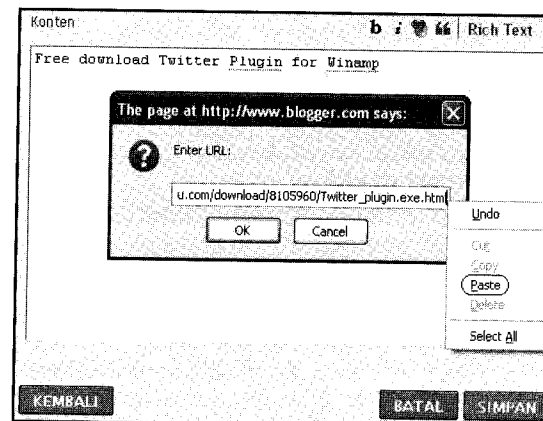 Konten
b i “ Rich Text
Free download Twitter Plugin for Winamp
The page at http://www.blogger.com says:
Enter URL:
u.com/download/8105960/Twitter_plugin.exe.html
OK Cancel
Undo
Cut
Copy
Paste
Delete
Select All
KEMBALI BATAL SIMPAN